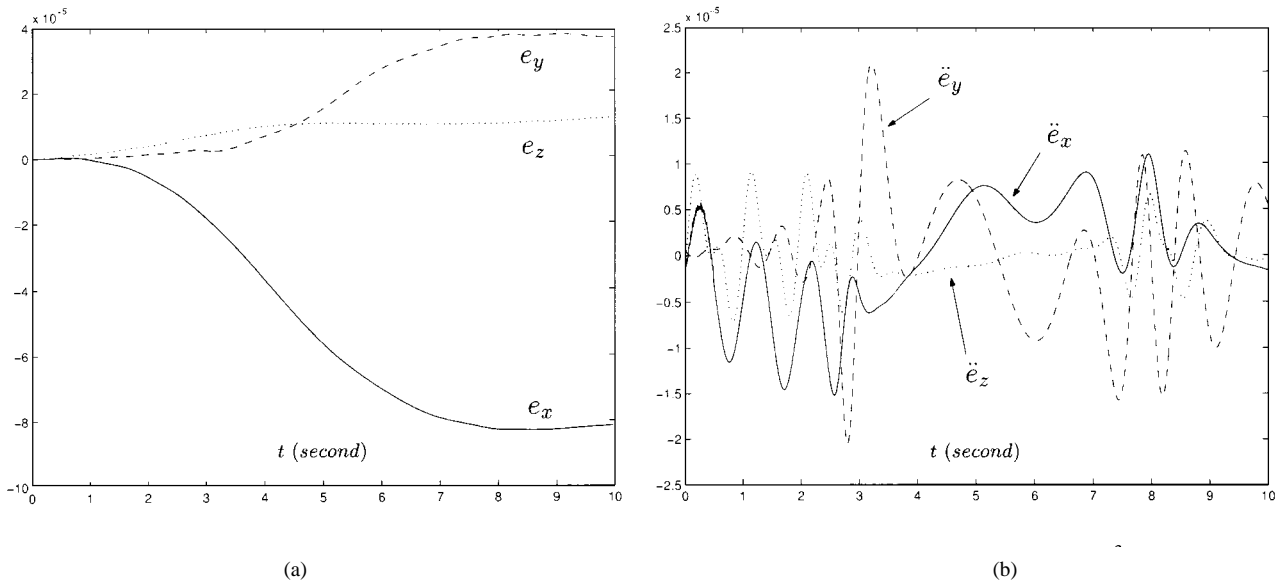 x 10⁻⁵
4
2
0
−2
−4
−6
−8
−10
0 1 2 3 4 5 6 7 8 9 10
e_y
e_z
e_x
t (second)
(a)
x 10⁻⁵
2.5
2
1.5
1
0.5
0
−0.5
−1
−1.5
−2
−2.5
0 1 2 3 4 5 6 7 8 9 10
ë_y
ë_x
ë_z
t (second)
(b)